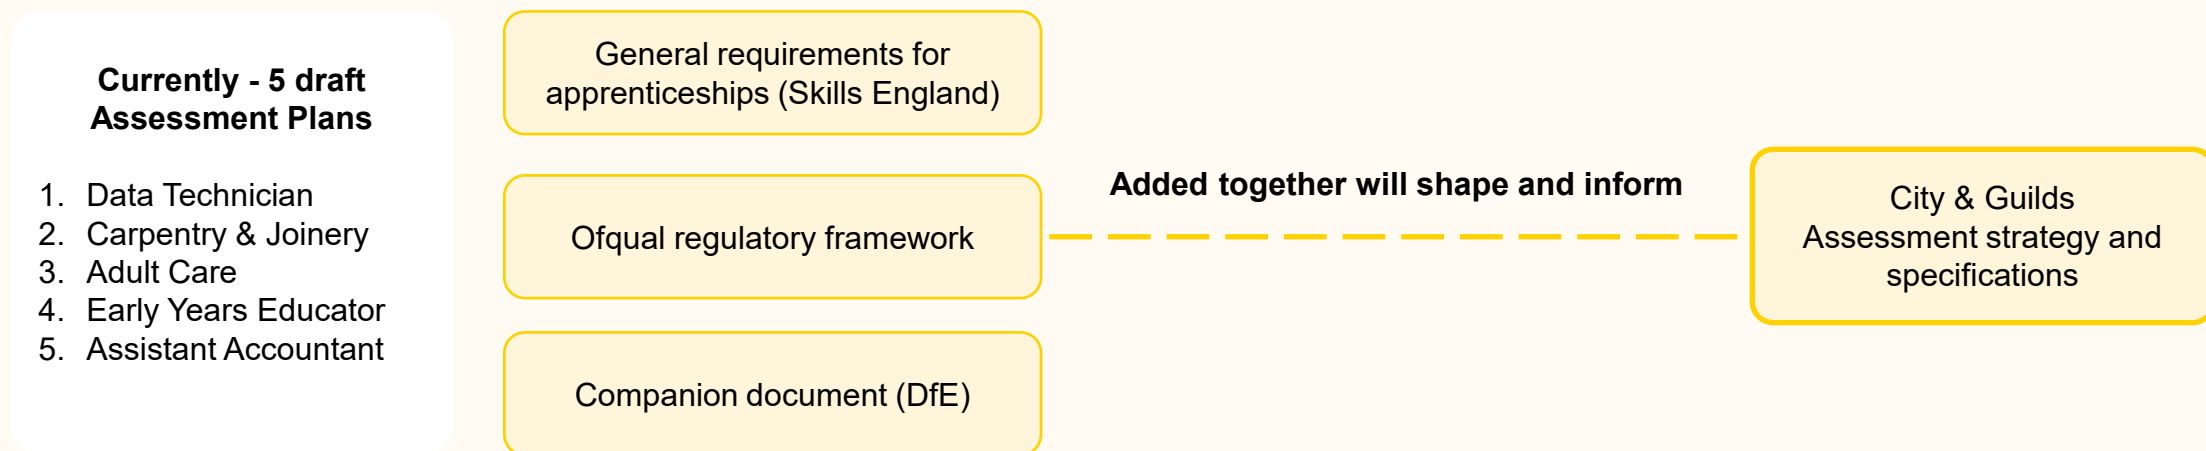 Currently - 5 draft
Assessment Plans
1. Data Technician
2. Carpentry & Joinery
3. Adult Care
4. Early Years Educator
5. Assistant Accountant
General requirements for
apprenticeships (Skills England)
Ofqual regulatory framework
Companion document (DfE)
Added together will shape and inform
City & Guilds
Assessment strategy and
specifications